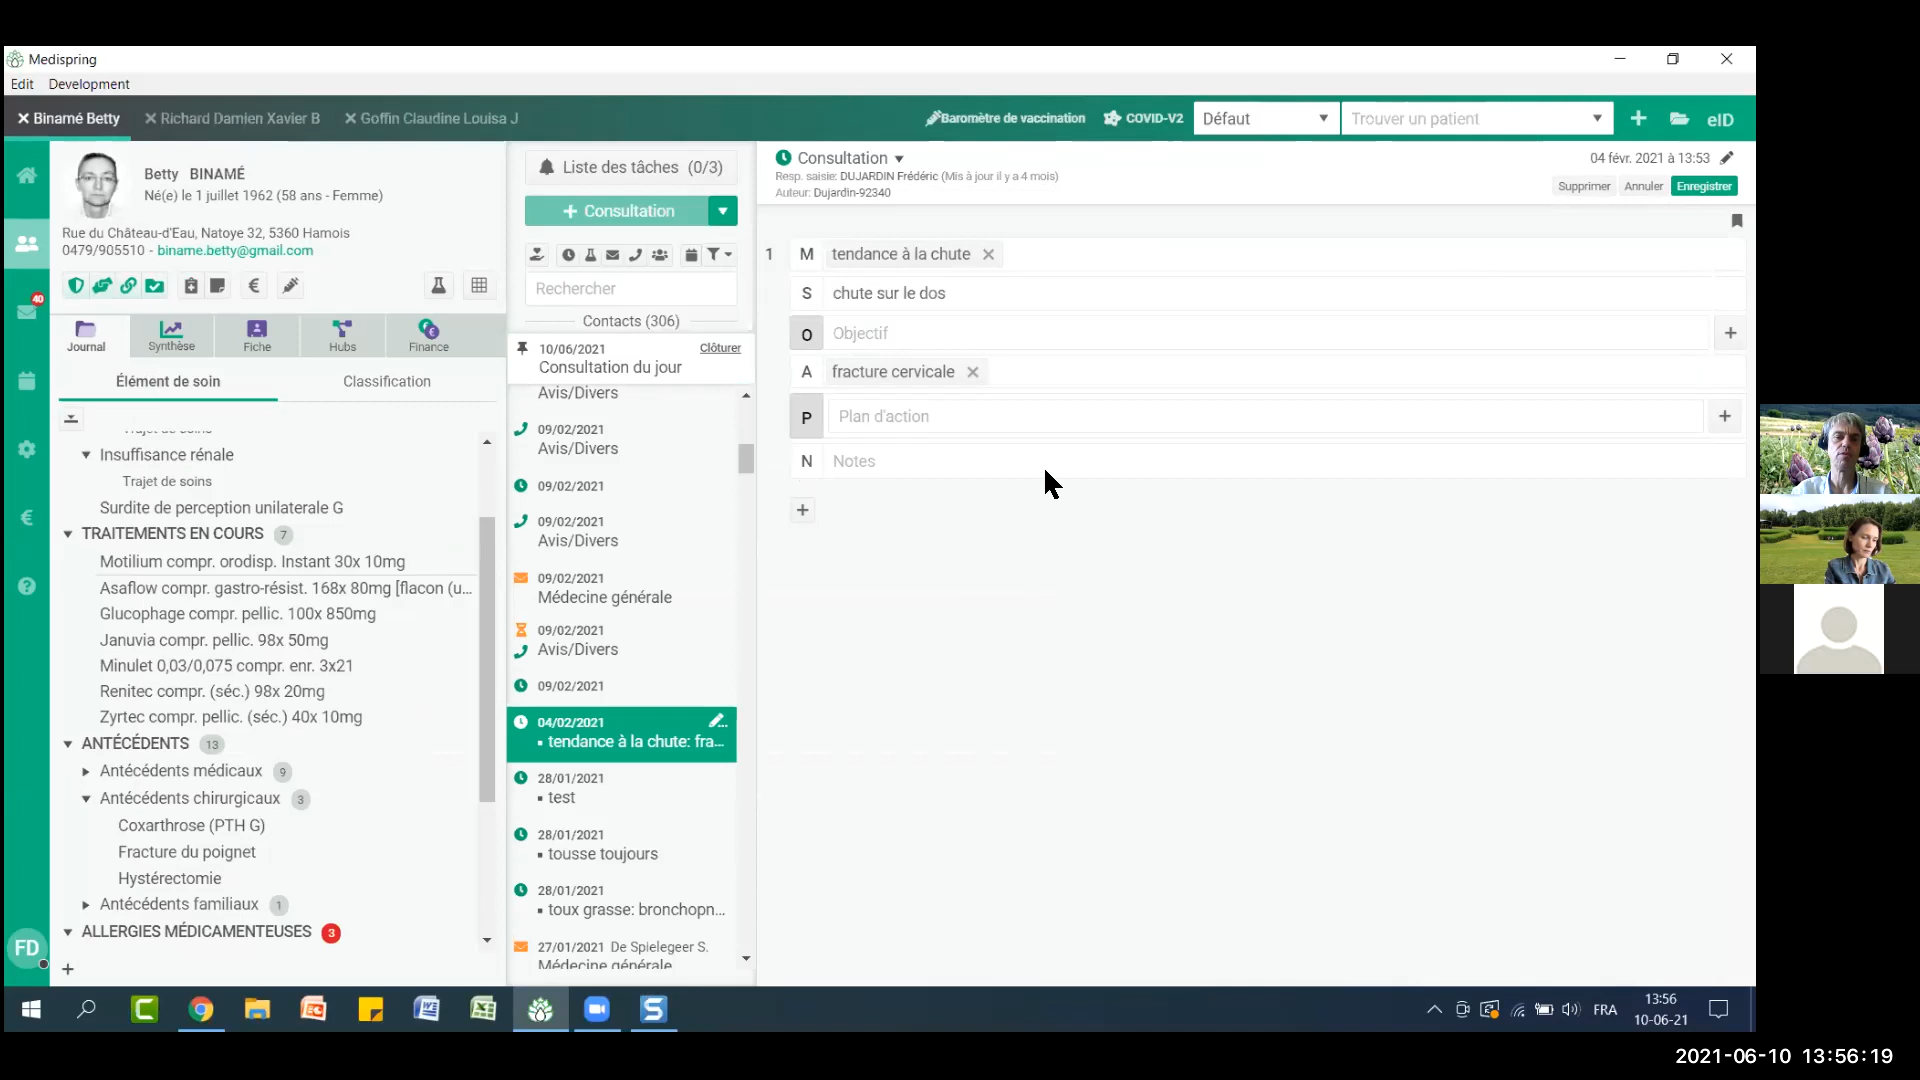 Medispring
Edit Development
Binamé Betty Richard Damien Xavier B Goffin Claudine Louisa J Baromètre de vaccination COVID-V2 Défaut Trouver un patient eID
Betty BINAMÉ
Né(e) le 1 juillet 1962 (58 ans - Femme)
Rue du Château-d'Eau, Natoye 32, 5360 Hamois
0479/905510 - biname.betty@gmail.com
40
Journal Synthèse Fiche Hubs Finance
Élément de soin Classification
Insuffisance rénale
Trajet de soins
Surdite de perception unilaterale G
TRAITEMENTS EN COURS 7
Motilium compr. orodisp. Instant 30x 10mg
Asaflow compr. gastro-résist. 168x 80mg [flacon (u...
Glucophage compr. pellic. 100x 850mg
Januvia compr. pellic. 98x 50mg
Minulet 0,03/0,075 compr. enr. 3x21
Renitec compr. (séc.) 98x 20mg
Zyrtec compr. pellic. (séc.) 40x 10mg
ANTÉCÉDENTS 13
Antécédents médicaux 9
Antécédents chirurgicaux 3
Coxarthrose (PTH G)
Fracture du poignet
Hystérectomie
Antécédents familiaux 1
ALLERGIES MÉDICAMENTEUSES 3
FD
Liste des tâches (0/3)
+ Consultation
Rechercher
Contacts (306)
10/06/2021 Clôturer
Consultation du jour
Avis/Divers
09/02/2021
Avis/Divers
09/02/2021
09/02/2021
Avis/Divers
09/02/2021
Médecine générale
09/02/2021
Avis/Divers
09/02/2021
04/02/2021
▪ tendance à la chute: fra...
28/01/2021
▪ test
28/01/2021
▪ tousse toujours
28/01/2021
▪ toux grasse: bronchopn...
27/01/2021 De Spielegeer S.
Médecine générale
Consultation 04 févr. 2021 à 13:53
Resp. saisie: DUJARDIN Frédéric (Mis à jour il y a 4 mois)
Auteur: Dujardin-92340
Supprimer Annuler Enregistrer
1 M tendance à la chute
S chute sur le dos
O Objectif
A fracture cervicale
P Plan d'action
N Notes
FRA
13:56
10-06-21
2021-06-10 13:56:19